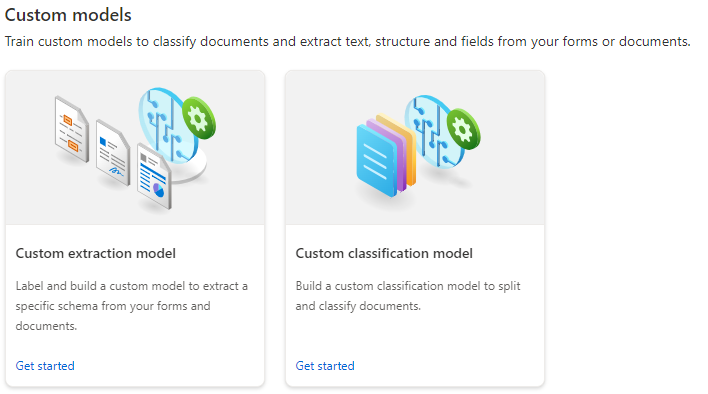 Custom models
Train custom models to classify documents and extract text, structure and fields from your forms or documents.
Custom extraction model
Label and build a custom model to extract a
specific schema from your forms and
documents.
Get started
Custom classification model
Build a custom classification model to split
and classify documents.
Get started